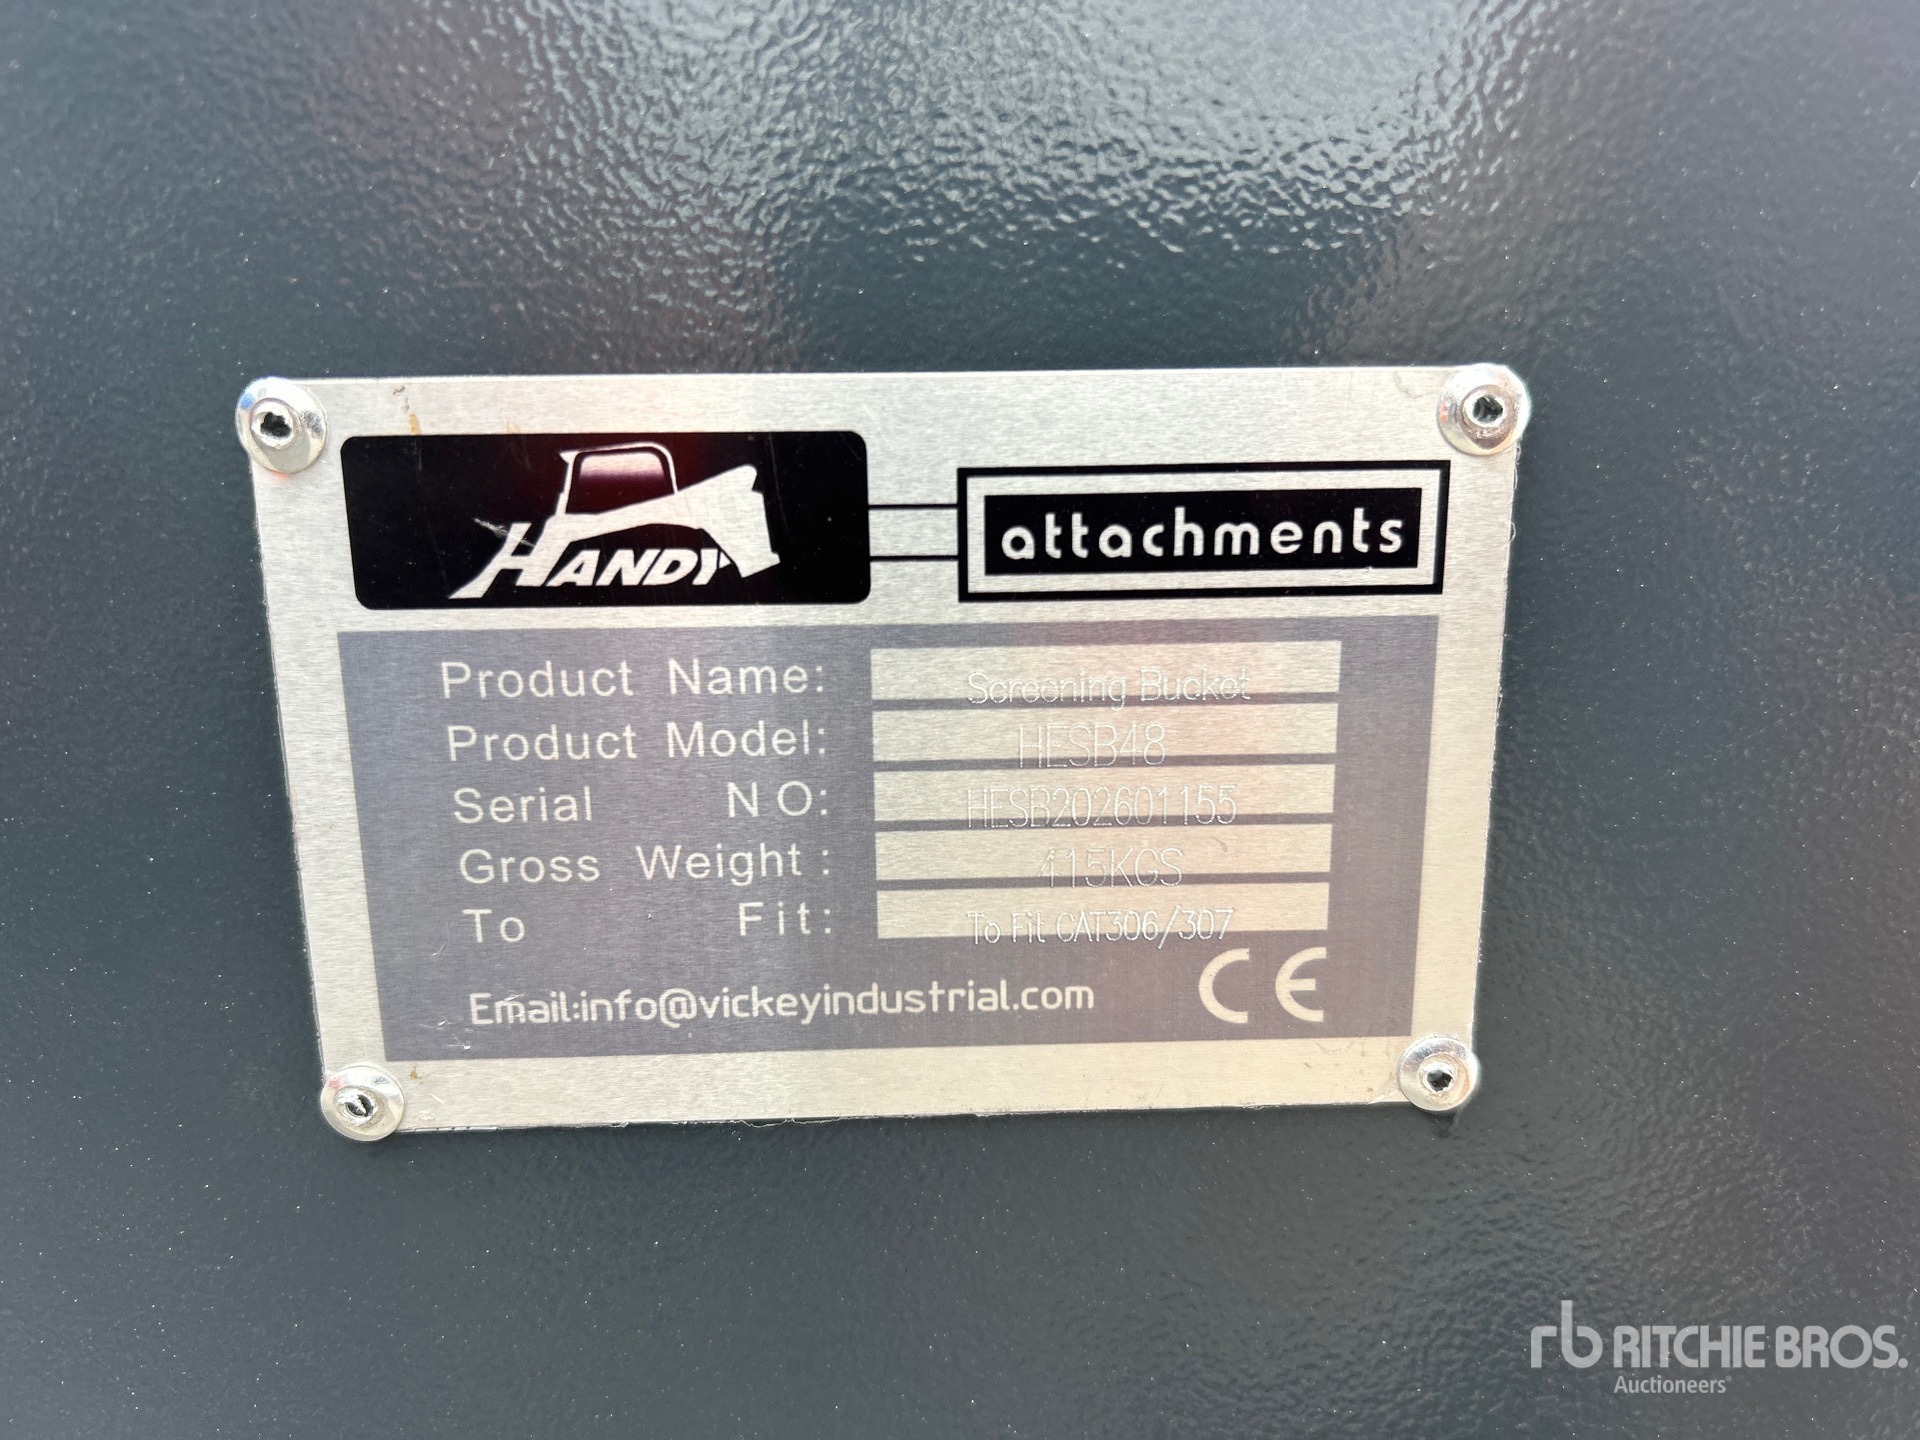 HANDY
attachments
Product Name: Screening Bucket
Product Model: HESB48
Serial NO: HESB202601155
Gross Weight: 415KGS
To Fit: To Fit CAT306/307
Email:info@vickeyindustrial.com
CE
rb RITCHIE BROS.
Auctioneers